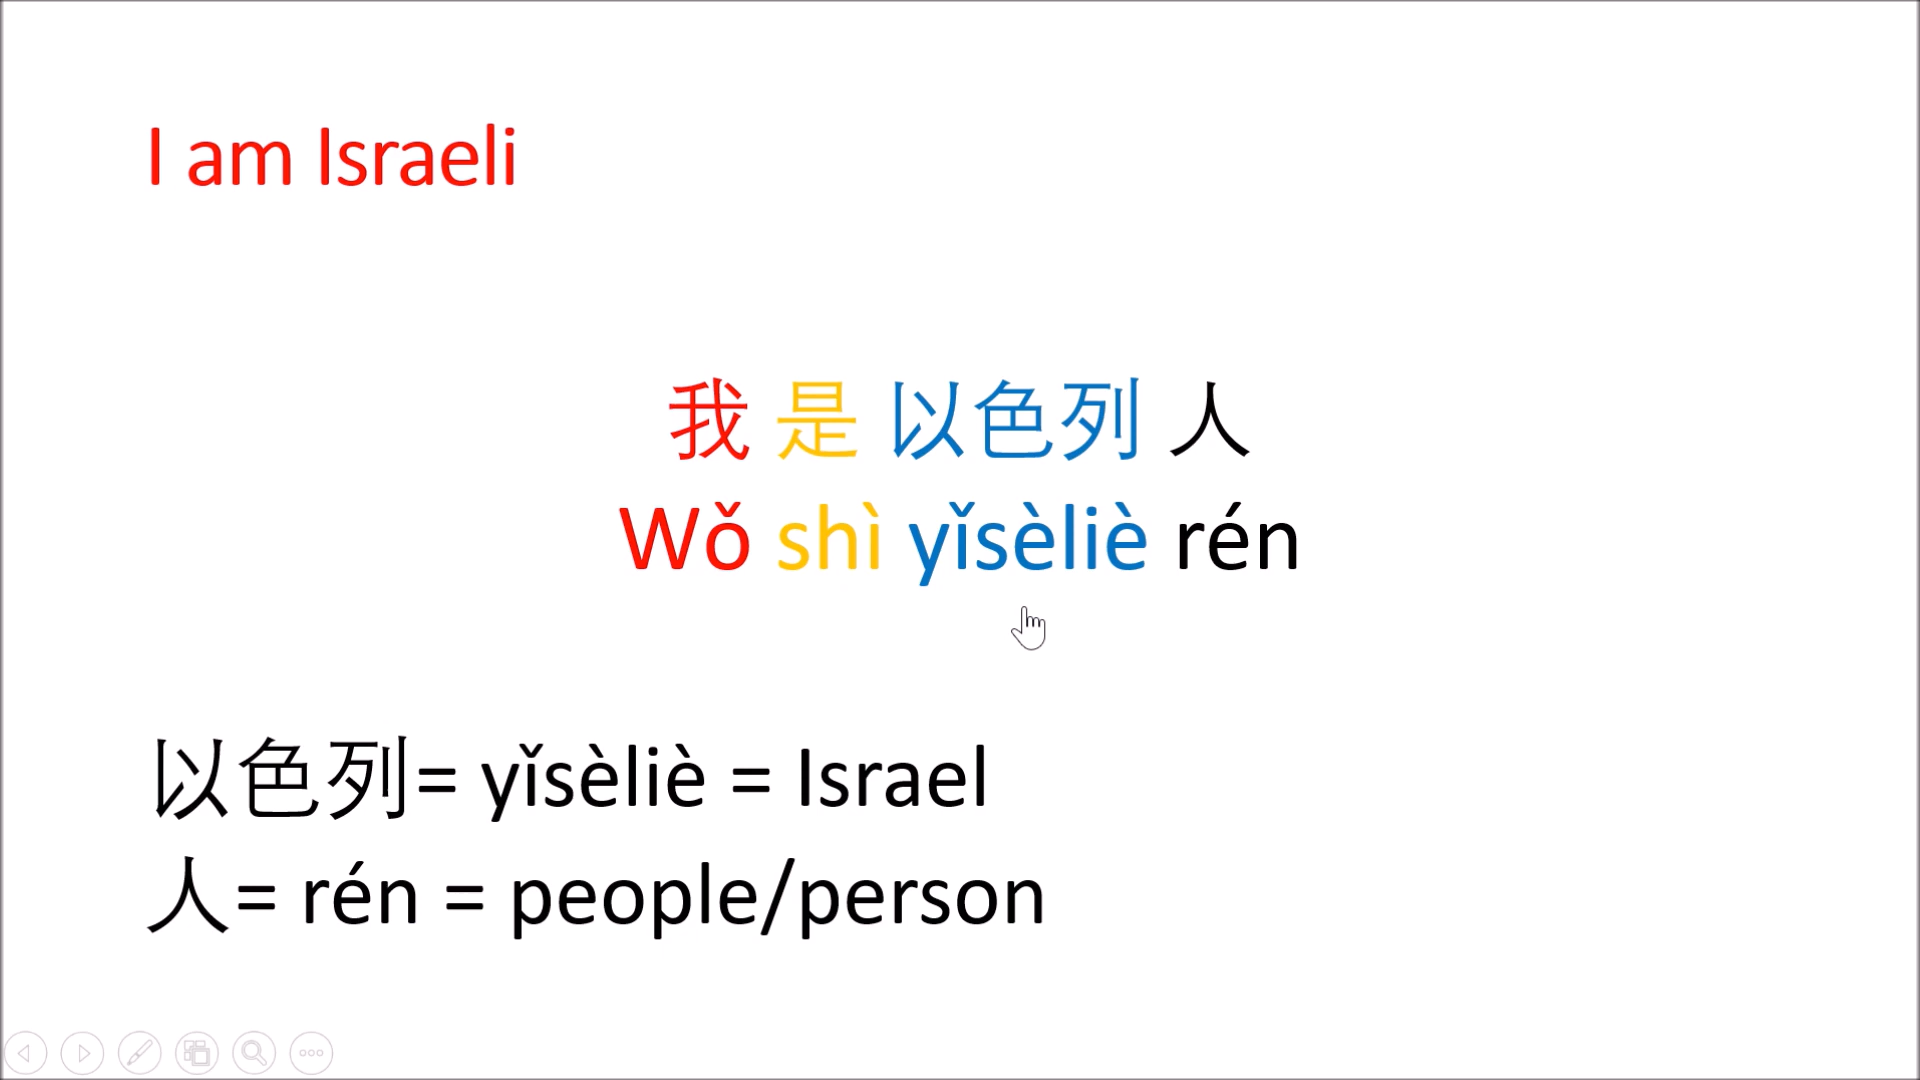 I am Israeli
我 是 以色列 人
Wǒ shì yǐsèliè rén
以色列= yǐsèliè = Israel
人= rén = people/person